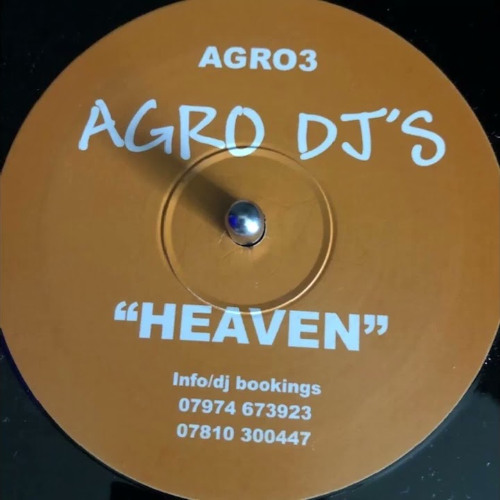 AGRO3
AGRO DJ'S
“HEAVEN”
Info/dj bookings
07974 673923
07810 300447